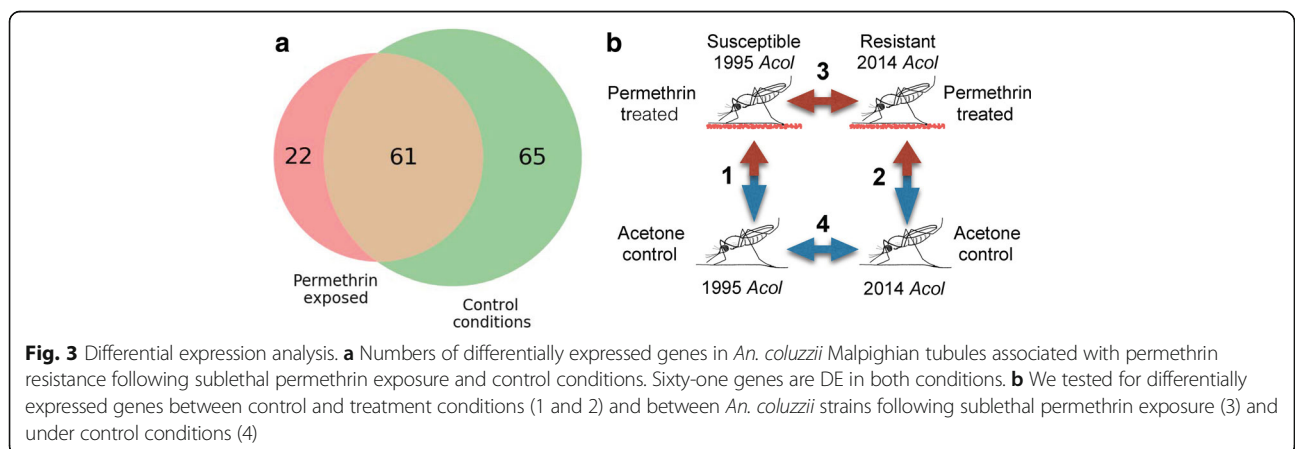 a
22
61
65
Permethrin
exposed
Control
conditions
b
Susceptible
1995 Acol
Resistant
2014 Acol
3
Permethrin
treated
Permethrin
treated
1
2
4
Acetone
control
Acetone
control
1995 Acol
2014 Acol
Fig. 3 Differential expression analysis. a Numbers of differentially expressed genes in An. coluzzii Malpighian tubules associated with permethrin
resistance following sublethal permethrin exposure and control conditions. Sixty-one genes are DE in both conditions. b We tested for differentially
expressed genes between control and treatment conditions (1 and 2) and between An. coluzzii strains following sublethal permethrin exposure (3) and
under control conditions (4)